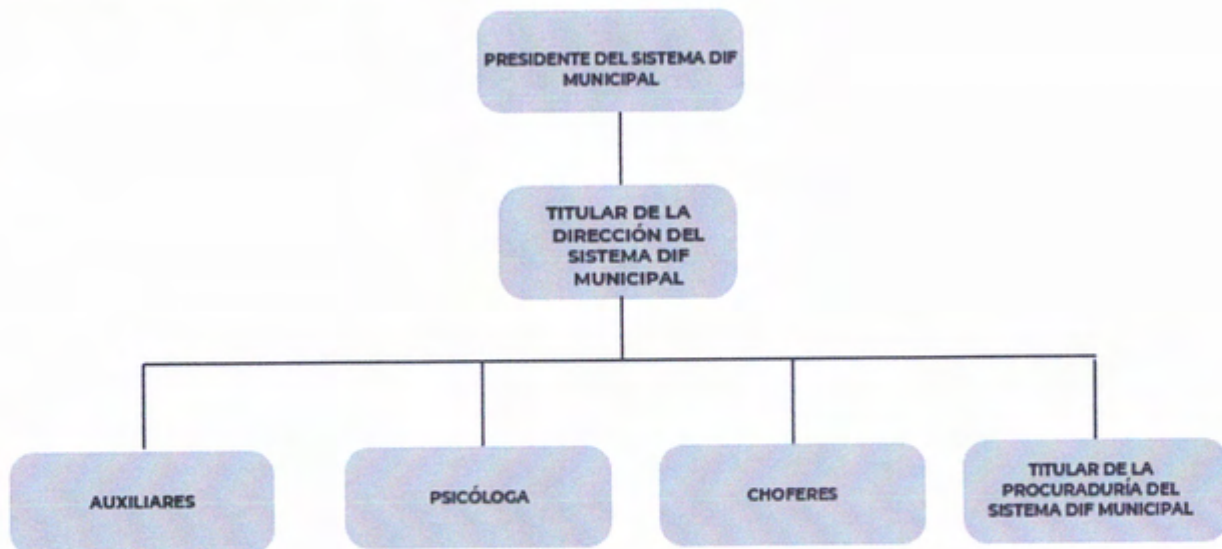 PRESIDENTE DEL SISTEMA DIF
MUNICIPAL
TITULAR DE LA
DIRECCIÓN DEL
SISTEMA DIF
MUNICIPAL
AUXILIARES
PSICÓLOGA
CHOFERES
TITULAR DE LA
PROCURADURÍA DEL
SISTEMA DIF MUNICIPAL